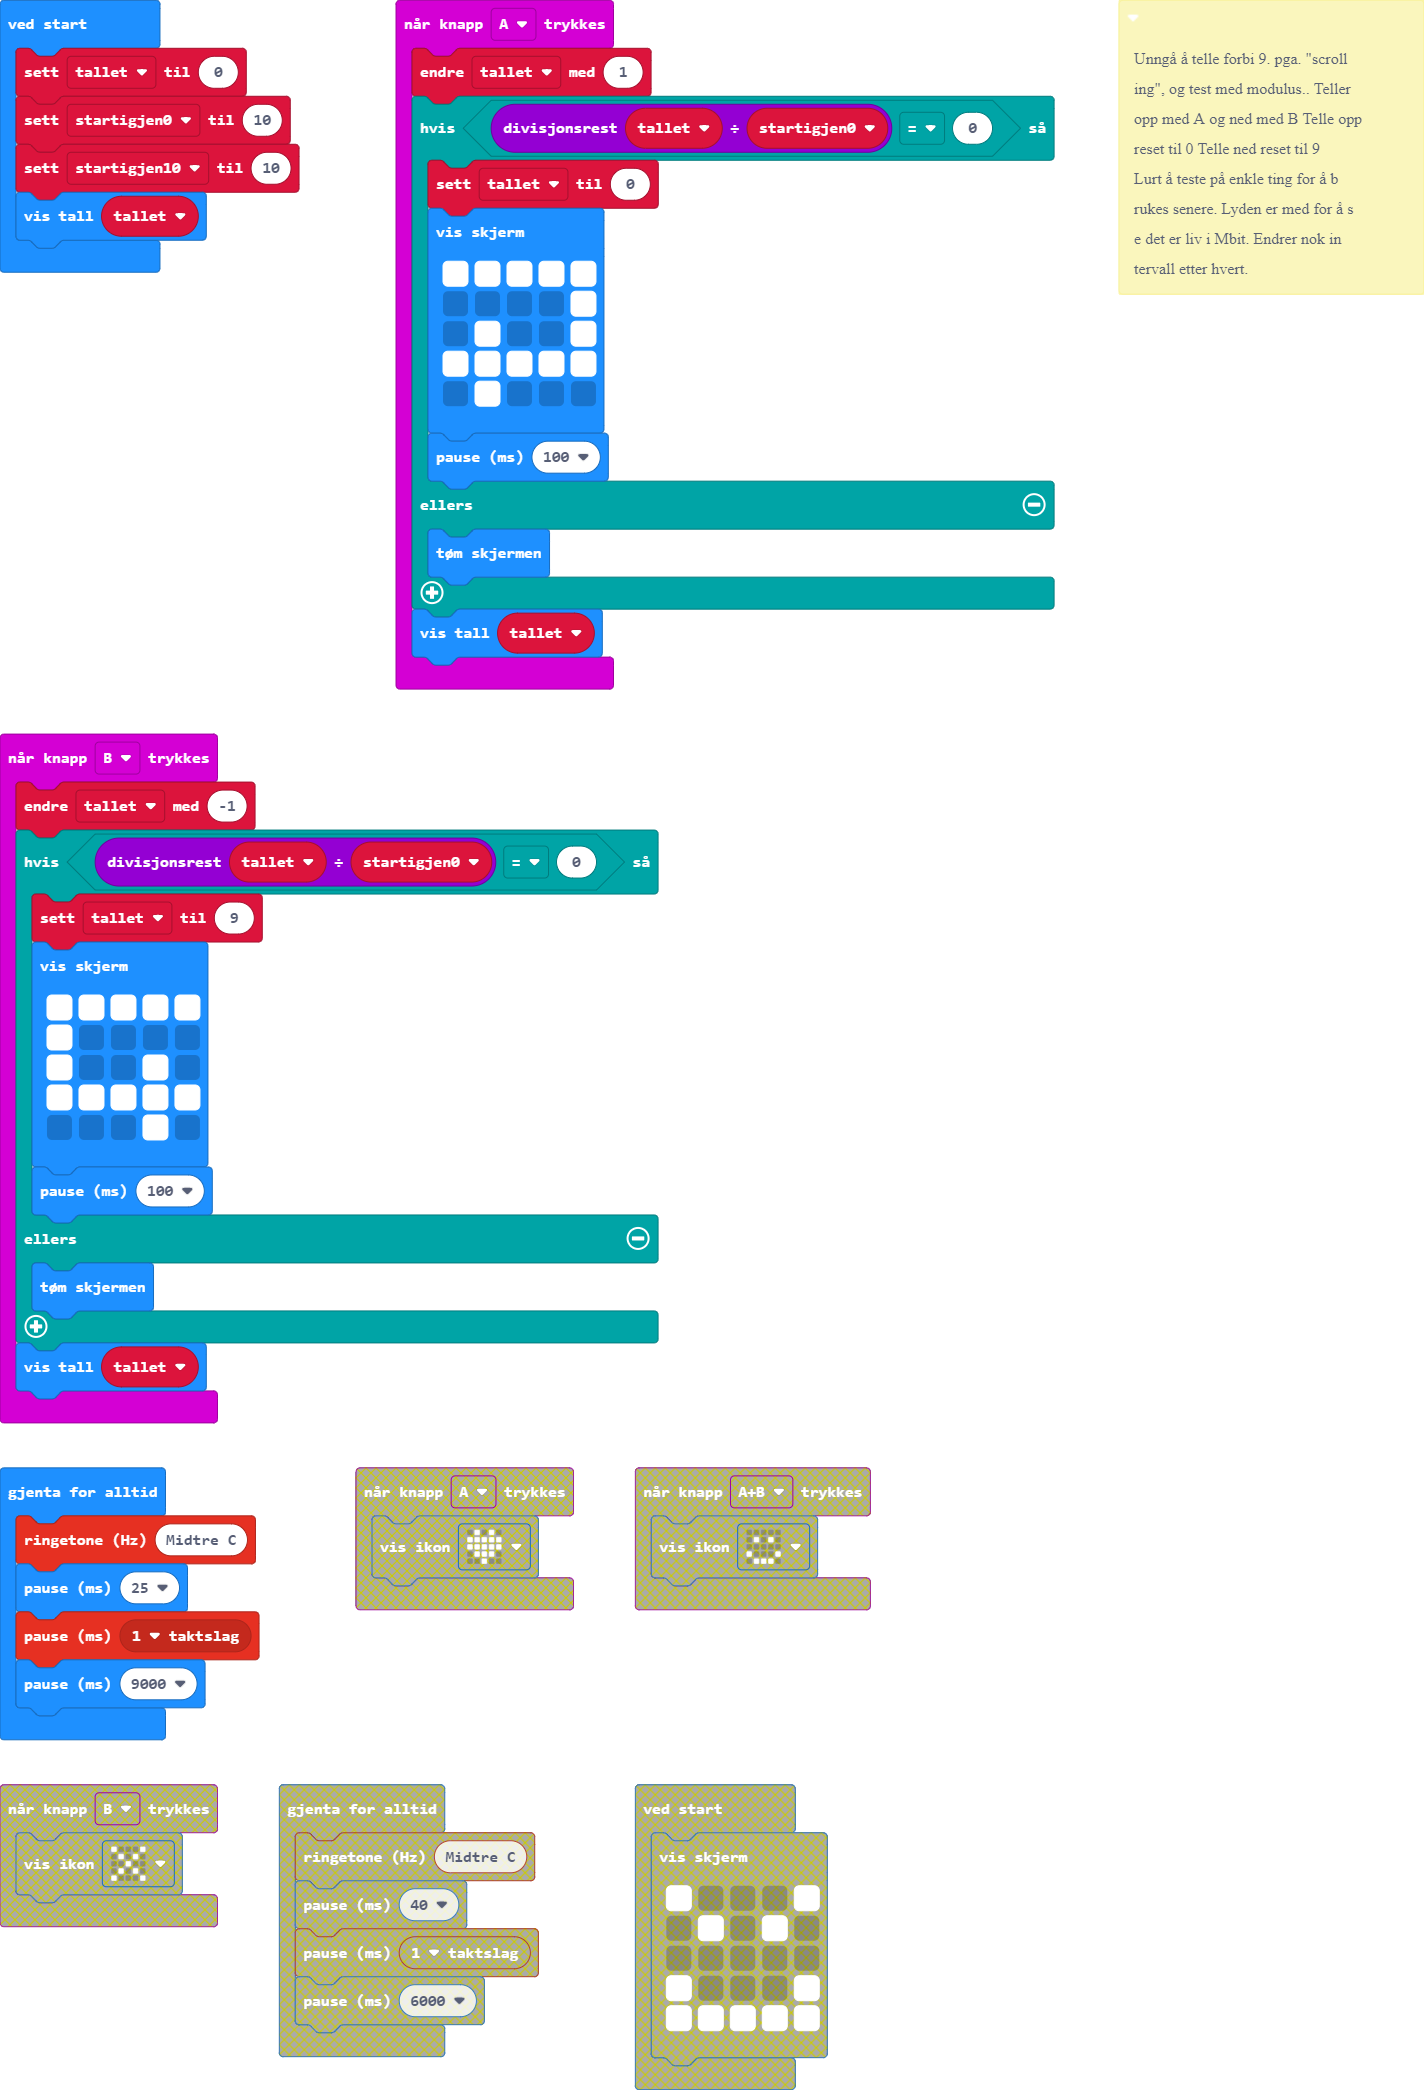 ved start
sett tallet til 0
sett startigjen0 til 10
sett startigjen10 til 10
vis tall tallet
når knapp A trykkes
endre tallet med 1
hvis divisjonsrest tallet ÷ startigjen0 = 0 så
sett tallet til 0
vis skjerm
pause (ms) 100
ellers
tøm skjermen
vis tall tallet
Unngå å telle forbi 9. pga. "scroll
ing", og test med modulus.. Teller
opp med A og ned med B Telle opp
reset til 0 Telle ned reset til 9
Lurt å teste på enkle ting for å b
rukes senere. Lyden er med for å s
e det er liv i Mbit. Endrer nok in
tervall etter hvert.
når knapp B trykkes
endre tallet med -1
hvis divisjonsrest tallet ÷ startigjen0 = 0 så
sett tallet til 9
vis skjerm
pause (ms) 100
ellers
tøm skjermen
vis tall tallet
gjenta for alltid
ringetone (Hz) Midtre C
pause (ms) 25
pause (ms) 1 taktslag
pause (ms) 9000
når knapp A trykkes
vis ikon
når knapp A+B trykkes
vis ikon
når knapp B trykkes
vis ikon
gjenta for alltid
ringetone (Hz) Midtre C
pause (ms) 40
pause (ms) 1 taktslag
pause (ms) 6000
ved start
vis skjerm